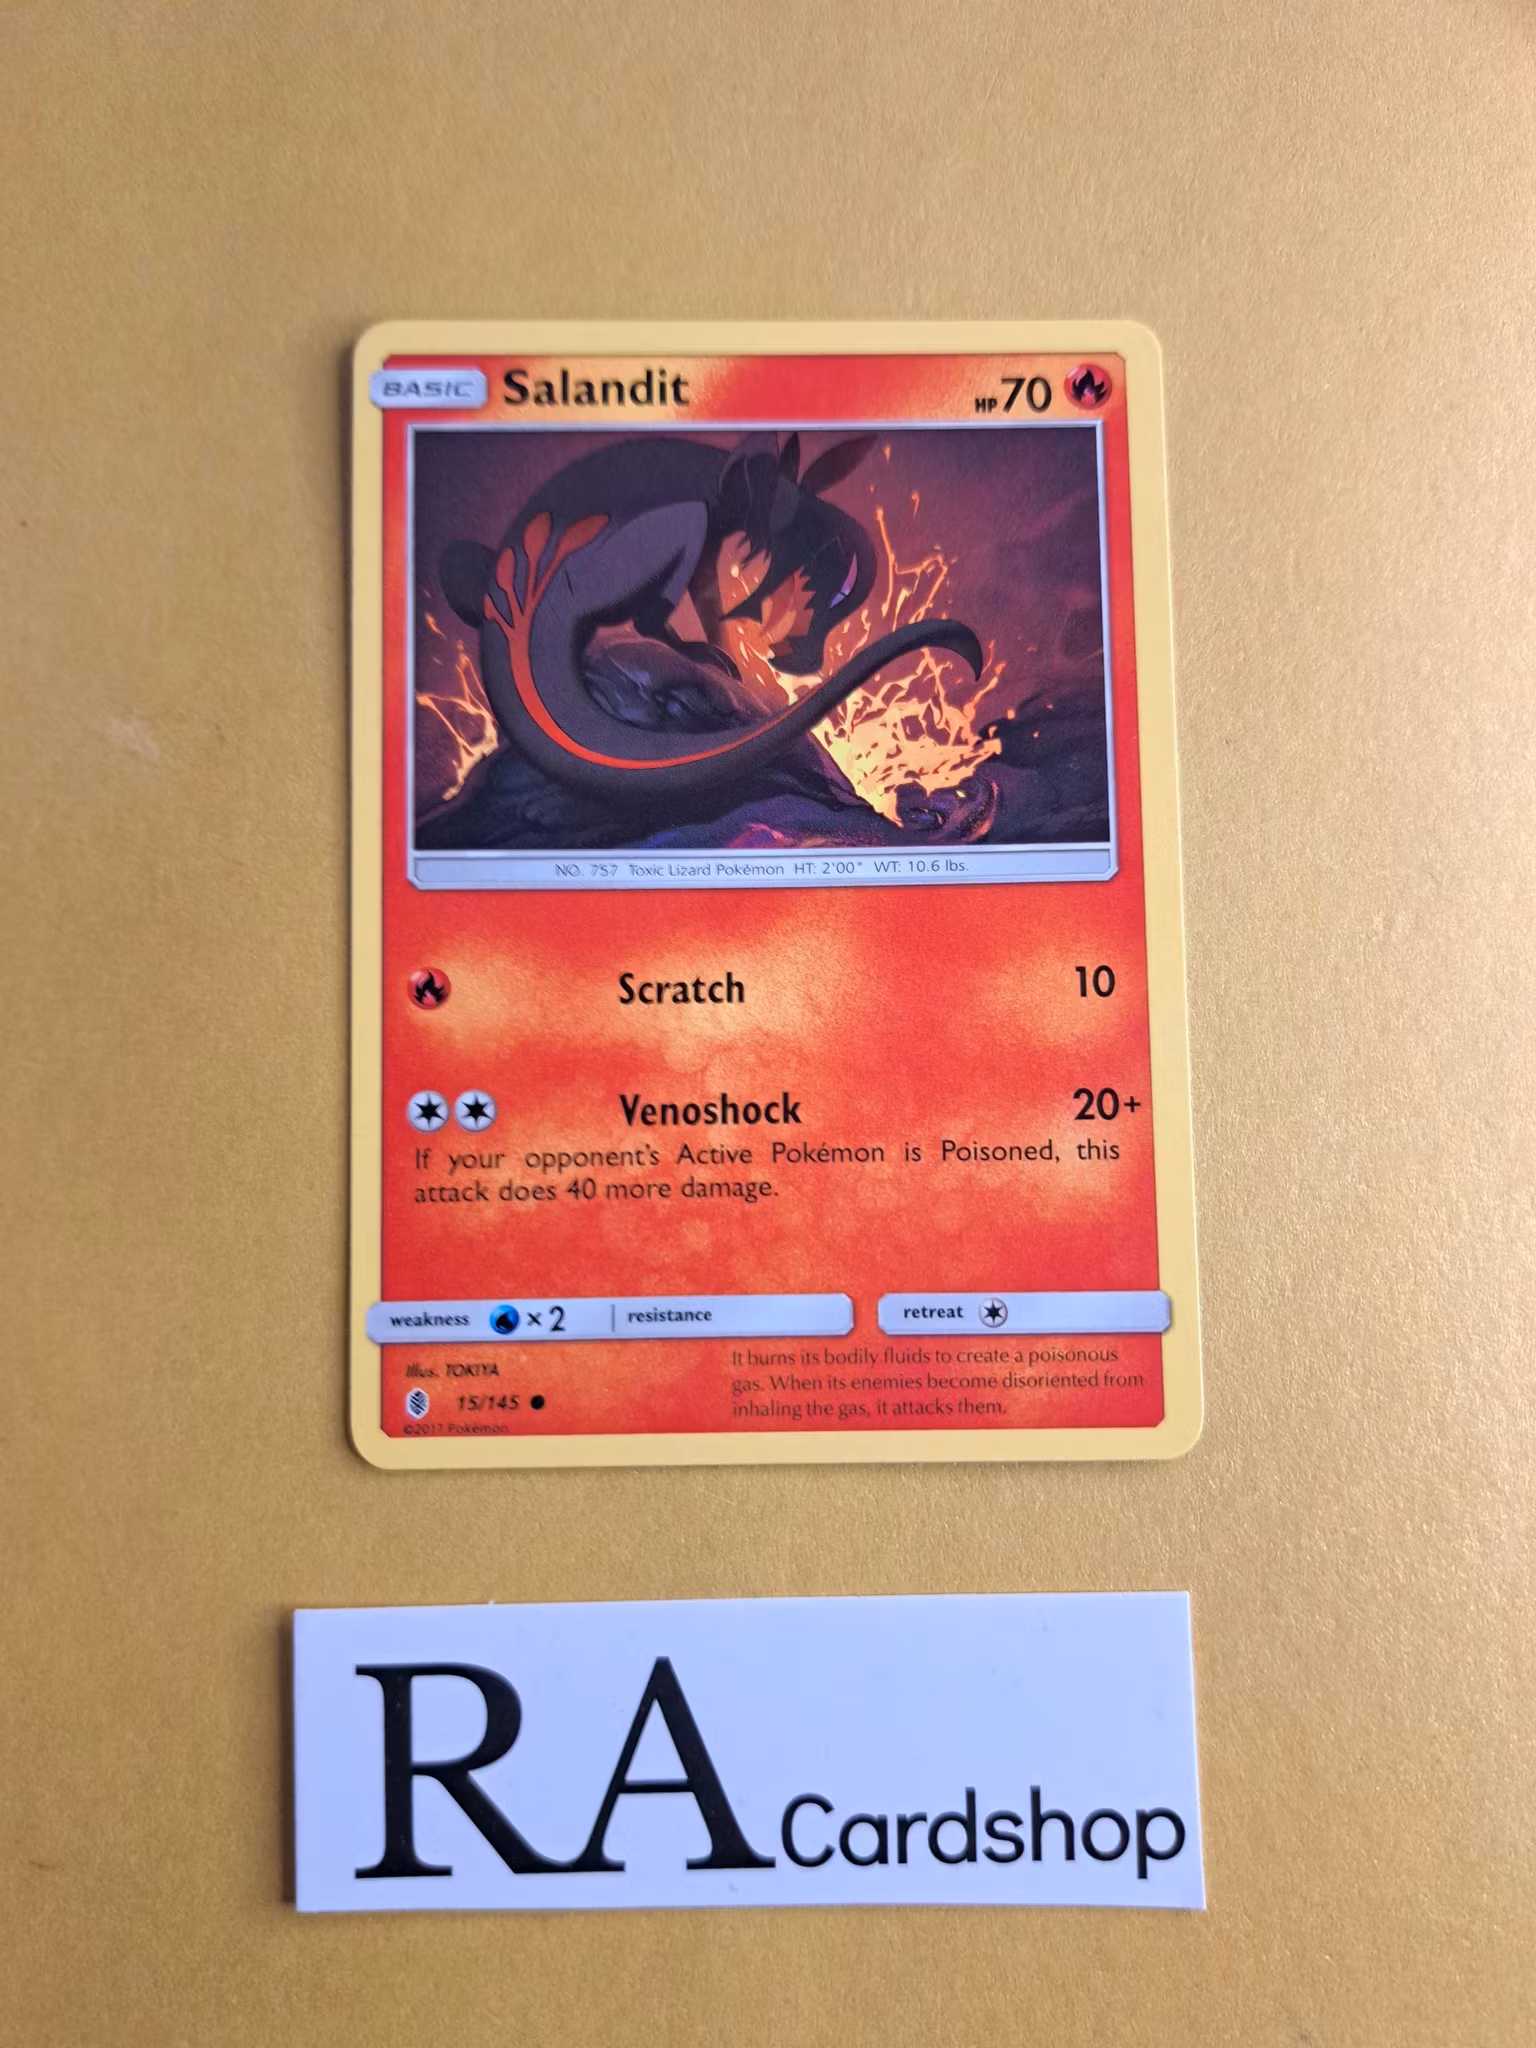 BASIC Salandit HP 70
NO. 757 Toxic Lizard Pokémon HT: 2'00" WT: 10.6 lbs.
Scratch 10
Venoshock 20+
If your opponent's Active Pokémon is Poisoned, this
attack does 40 more damage.
weakness × 2 resistance retreat
Illus. TOKIYA
15/145
©2017 Pokémon
It burns its bodily fluids to create a poisonous
gas. When its enemies become disoriented from
inhaling the gas, it attacks them.
RA Cardshop